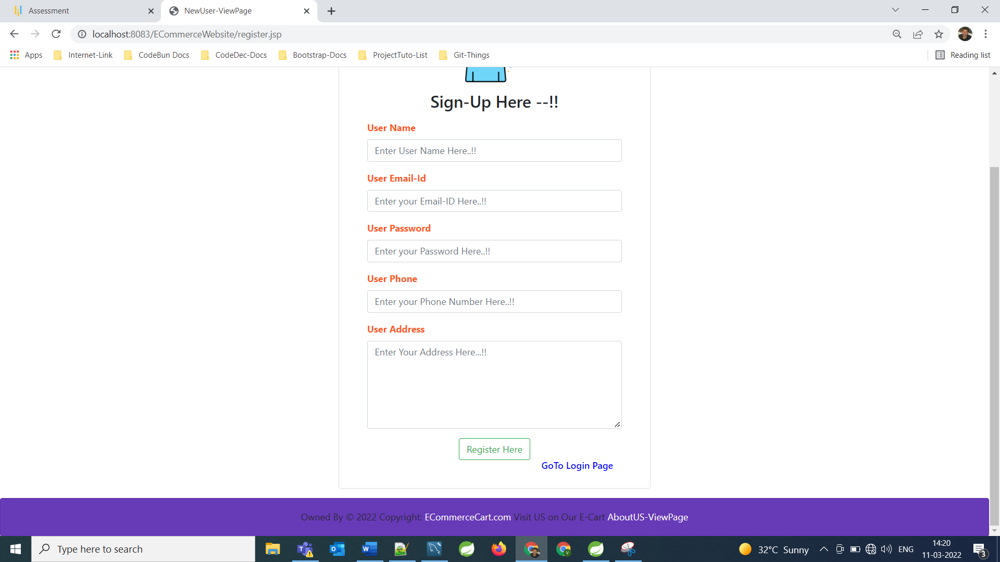 Assessment
NewUser-ViewPage
localhost:8083/ECommerceWebsite/register.jsp
Apps
Internet-Link
CodeBun Docs
CodeDec-Docs
Bootstrap-Docs
ProjectTuto-List
Git-Things
Reading list
Sign-Up Here --!!
User Name
Enter User Name Here..!!
User Email-Id
Enter your Email-ID Here..!!
User Password
Enter your Password Here..!!
User Phone
Enter your Phone Number Here..!!
User Address
Enter Your Address Here...!!
Register Here
GoTo Login Page
Owned By © 2022 Copyright: ECommerceCart.com Visit US on Our E-Cart AboutUS-ViewPage
Type here to search
32°C Sunny
ENG
14:20
11-03-2022
3